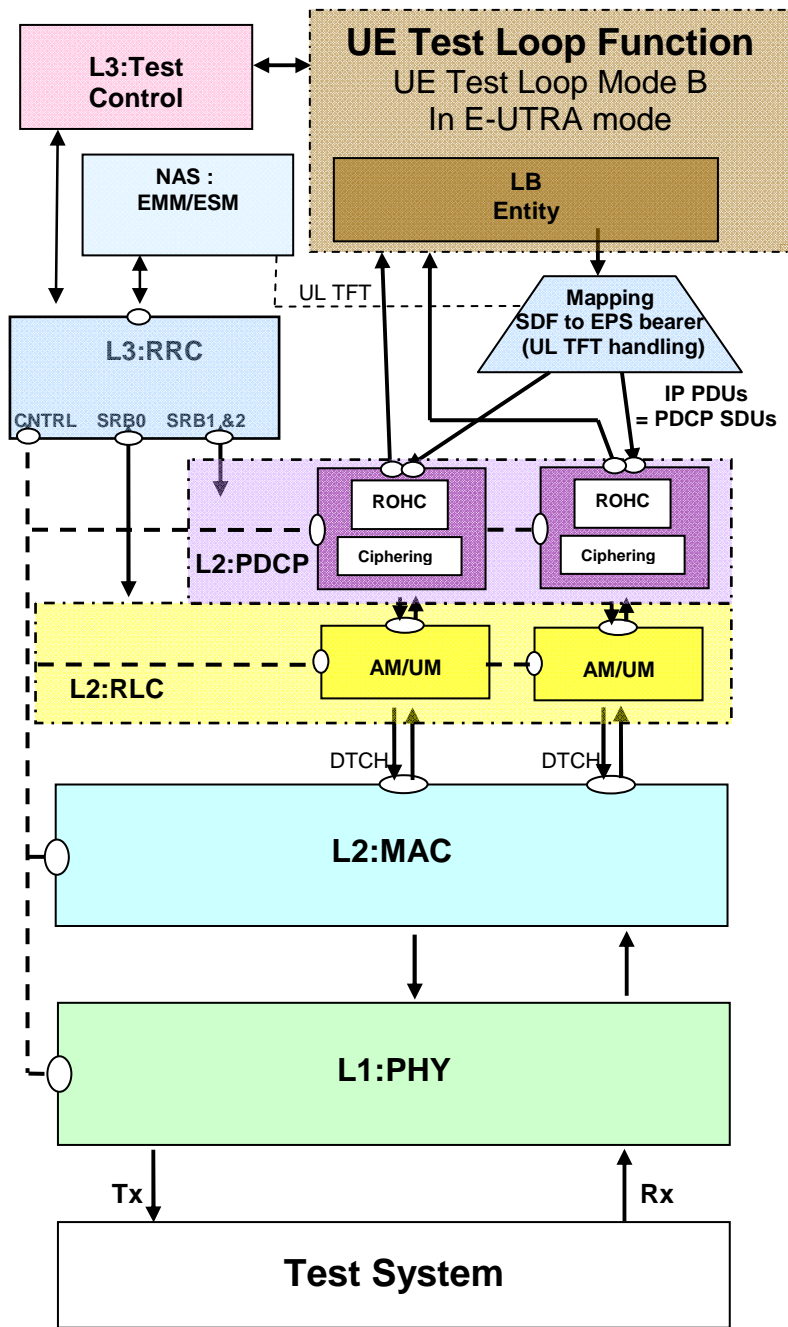 L3:Test
Control
UE Test Loop Function
UE Test Loop Mode B
In E-UTRA mode
LB
Entity
NAS :
EMM/ESM
UL TFT
Mapping
SDF to EPS bearer
(UL TFT handling)
L3:RRC
CNTRL SRB0 SRB1 &2
IP PDUs
= PDCP SDUs
ROHC
Ciphering
ROHC
Ciphering
L2:PDCP
AM/UM
AM/UM
L2:RLC
DTCH
DTCH
L2:MAC
L1:PHY
Tx
Rx
Test System